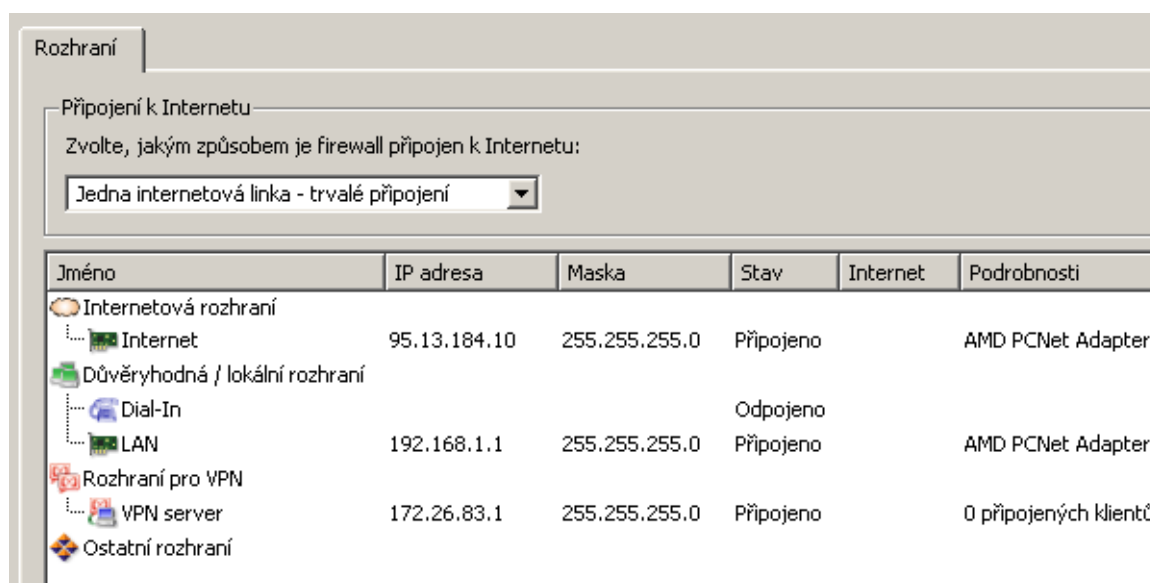 Rozhraní
Připojení k Internetu
Zvolte, jakým způsobem je firewall připojen k Internetu:
Jedna internetová linka - trvalé připojení
Jméno IP adresa Maska Stav Internet Podrobnosti
Internetová rozhraní
Internet 95.13.184.10 255.255.255.0 Připojeno AMD PCNet Adapter
Důvěryhodná / lokální rozhraní
Dial-In Odpojeno
LAN 192.168.1.1 255.255.255.0 Připojeno AMD PCNet Adapter
Rozhraní pro VPN
VPN server 172.26.83.1 255.255.255.0 Připojeno 0 připojených klientů
Ostatní rozhraní